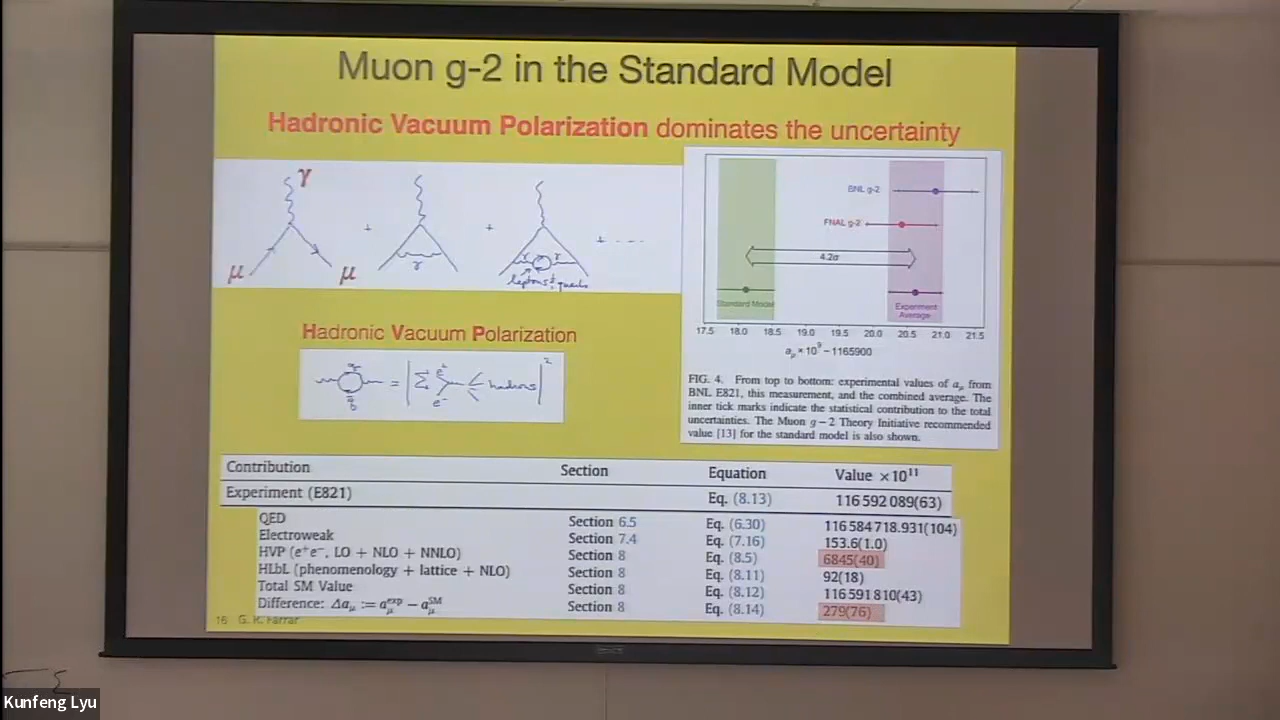 Muon g-2 in the Standard Model
Hadronic Vacuum Polarization dominates the uncertainty
γ
μ
μ
+
γ
+
γ γ
leptons & quarks
+ ....
BNL g-2
FNAL g-2
4.2σ
Standard Model
Experiment
Average
17.5 18.0 18.5 19.0 19.5 20.0 20.5 21.0 21.5
aμ × 10⁹ – 1165900
FIG. 4. From top to bottom: experimental values of aμ from
BNL E821, this measurement, and the combined average. The
inner tick marks indicate the statistical contribution to the total
uncertainties. The Muon g – 2 Theory Initiative recommended
value [13] for the standard model is also shown.
Hadronic Vacuum Polarization
= | Σ e⁺ e⁻ hadrons |²
Contribution Section Equation Value ×10¹¹
Experiment (E821) Eq. (8.13) 116 592 089(63)
QED Section 6.5 Eq. (6.30) 116 584 718.931(104)
Electroweak Section 7.4 Eq. (7.16) 153.6(1.0)
HVP (e⁺e⁻, LO + NLO + NNLO) Section 8 Eq. (8.5) 6845(40)
HLbL (phenomenology + lattice + NLO) Section 8 Eq. (8.11) 92(18)
Total SM Value Section 8 Eq. (8.12) 116 591 810(43)
Difference: Δaμ := aμ^exp – aμ^SM Section 8 Eq. (8.14) 279(76)
16 G. R. Farrar
Kunfeng Lyu